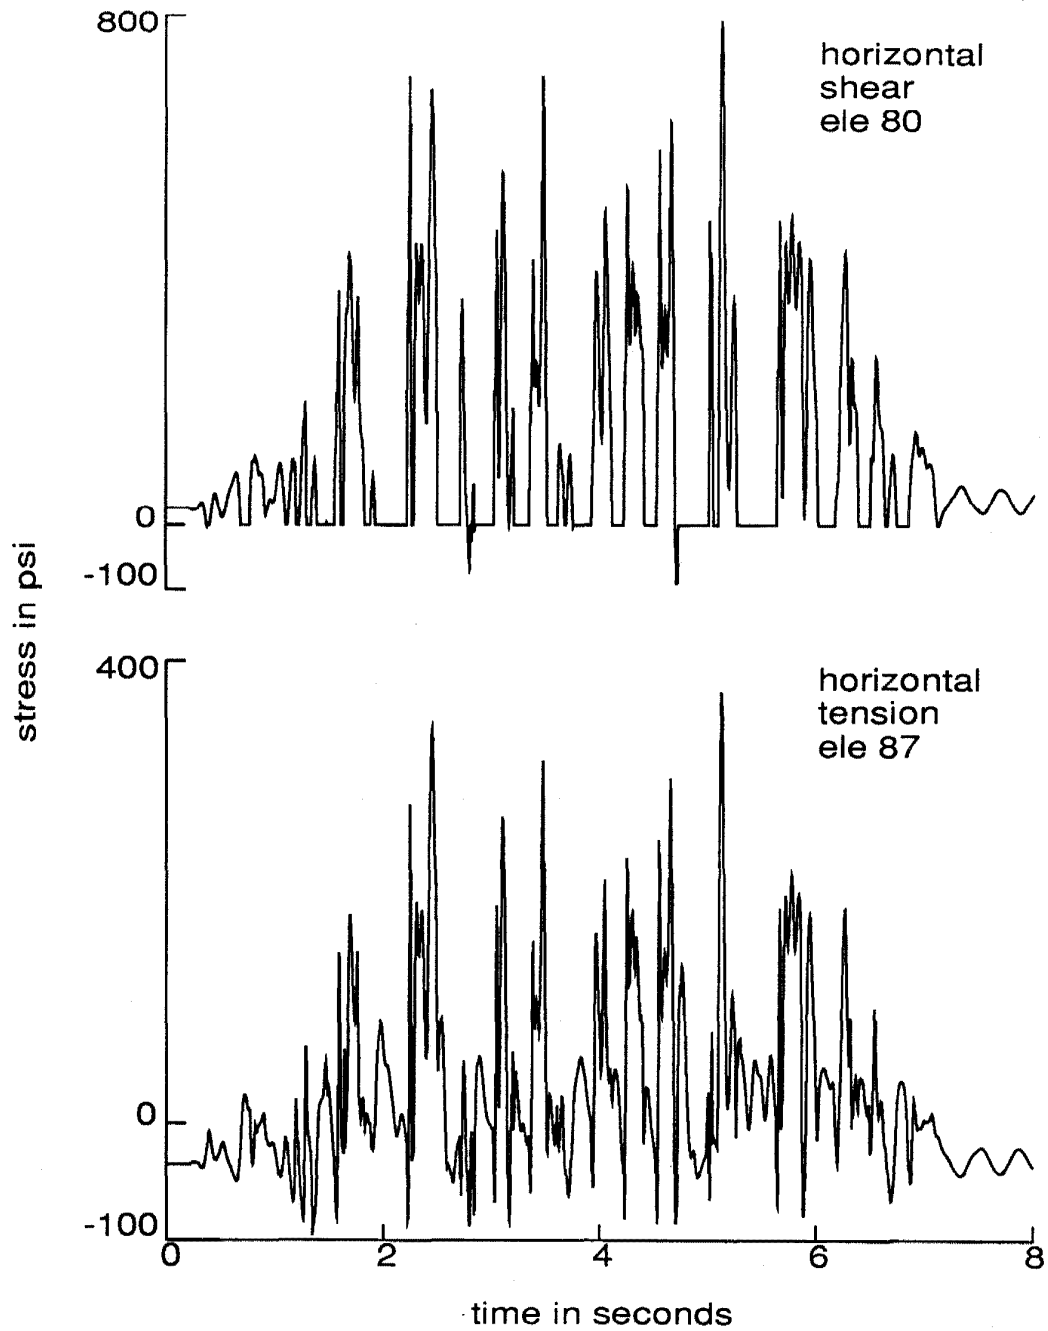 800
horizontal
shear
ele 80
0
-100
stress in psi
400
horizontal
tension
ele 87
0
-100
0 2 4 6 8
time in seconds